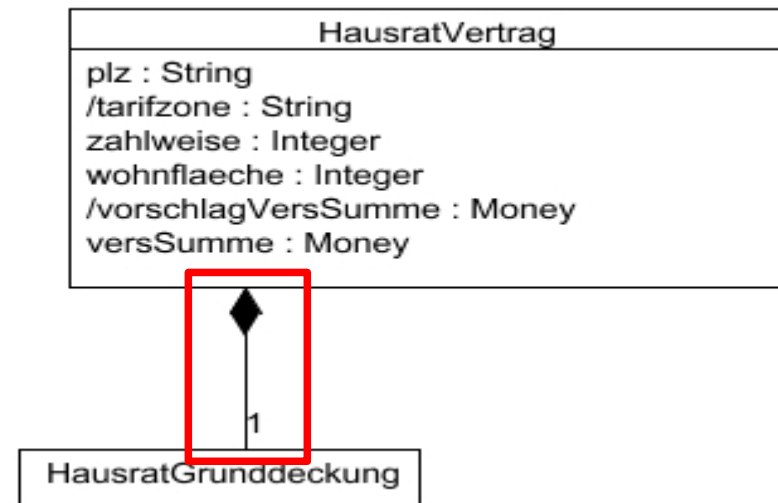 HausratVertrag
plz : String
/tarifzone : String
zahlweise : Integer
wohnflaeche : Integer
/vorschlagVersSumme : Money
versSumme : Money
1
HausratGrunddeckung